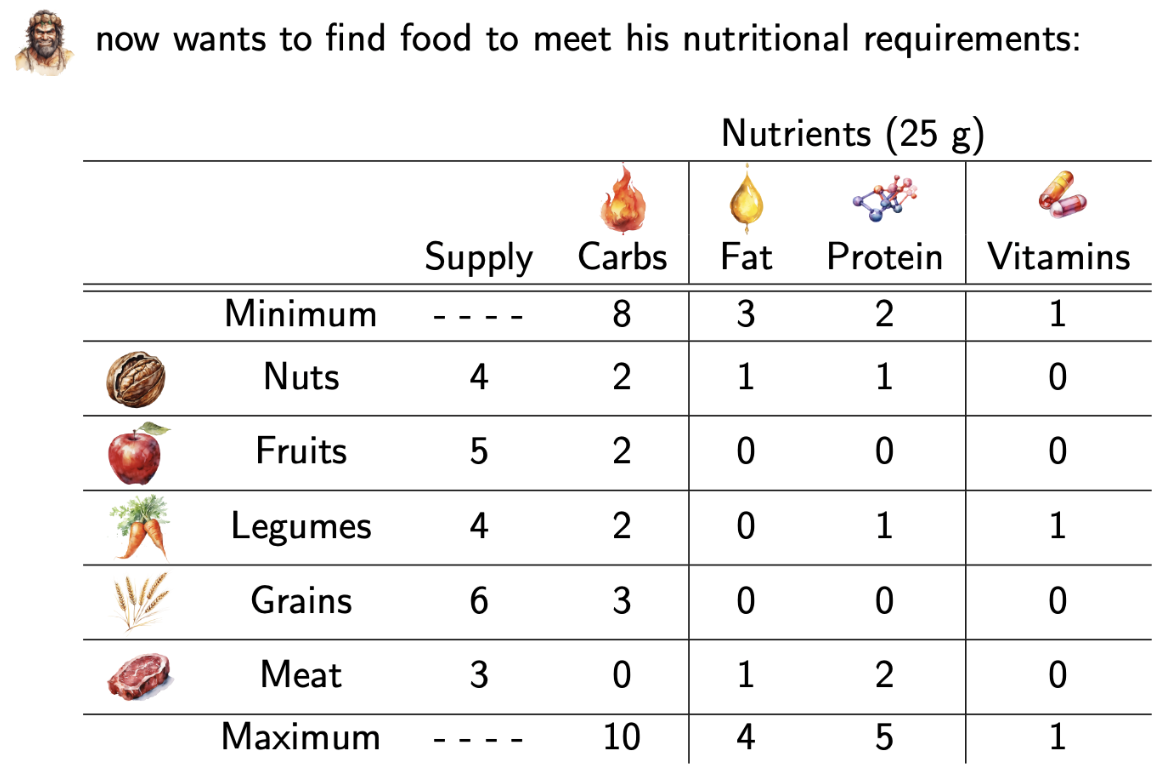 now wants to find food to meet his nutritional requirements:
Nutrients (25 g)
Supply Carbs Fat Protein Vitamins
Minimum - - - - 8 3 2 1
Nuts 4 2 1 1 0
Fruits 5 2 0 0 0
Legumes 4 2 0 1 1
Grains 6 3 0 0 0
Meat 3 0 1 2 0
Maximum - - - - 10 4 5 1